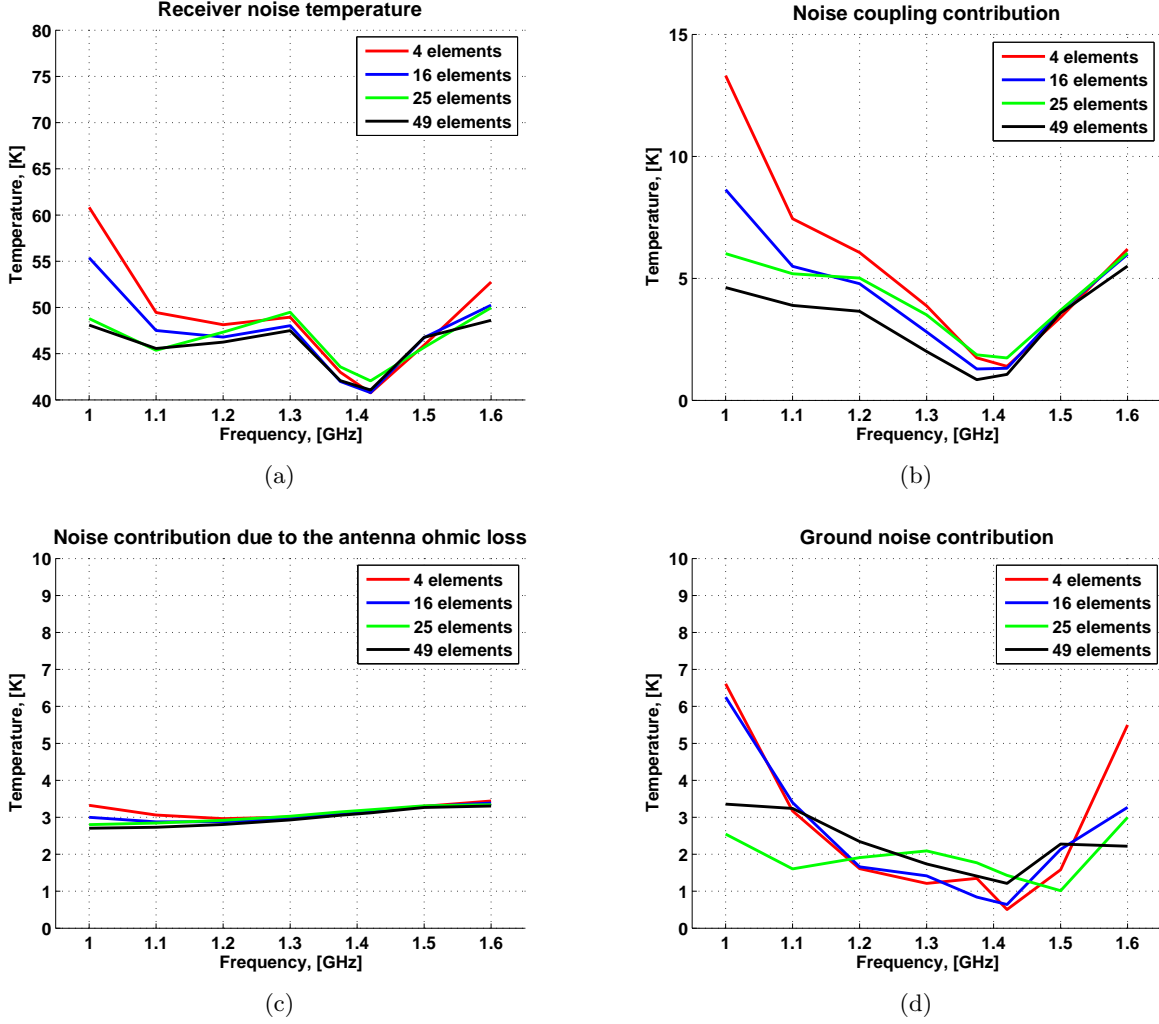 Receiver noise temperature
80
75
70
65
60
55
50
45
40
Temperature, [K]
4 elements
16 elements
25 elements
49 elements
1 1.1 1.2 1.3 1.4 1.5 1.6
Frequency, [GHz]
(a)
Noise coupling contribution
15
10
5
0
Temperature, [K]
4 elements
16 elements
25 elements
49 elements
1 1.1 1.2 1.3 1.4 1.5 1.6
Frequency, [GHz]
(b)
Noise contribution due to the antenna ohmic loss
10
9
8
7
6
5
4
3
2
1
0
Temperature, [K]
4 elements
16 elements
25 elements
49 elements
1 1.1 1.2 1.3 1.4 1.5 1.6
Frequency, [GHz]
(c)
Ground noise contribution
10
9
8
7
6
5
4
3
2
1
0
Temperature, [K]
4 elements
16 elements
25 elements
49 elements
1 1.1 1.2 1.3 1.4 1.5 1.6
Frequency, [GHz]
(d)